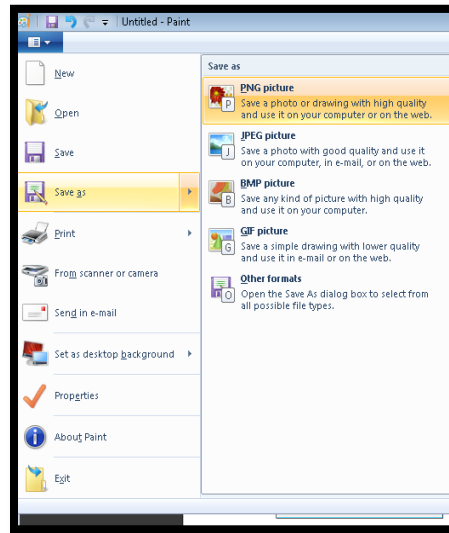 Untitled - Paint
New
Open
Save
Save as
Print
From scanner or camera
Send in e-mail
Set as desktop background
Properties
About Paint
Exit
Save as
PNG picture
P
Save a photo or drawing with high quality
and use it on your computer or on the web.
JPEG picture
J
Save a photo with good quality and use it
on your computer, in e-mail, or on the web.
BMP picture
B
Save any kind of picture with high quality
and use it on your computer.
GIF picture
G
Save a simple drawing with lower quality
and use it in e-mail or on the web.
Other formats
O
Open the Save As dialog box to select from
all possible file types.